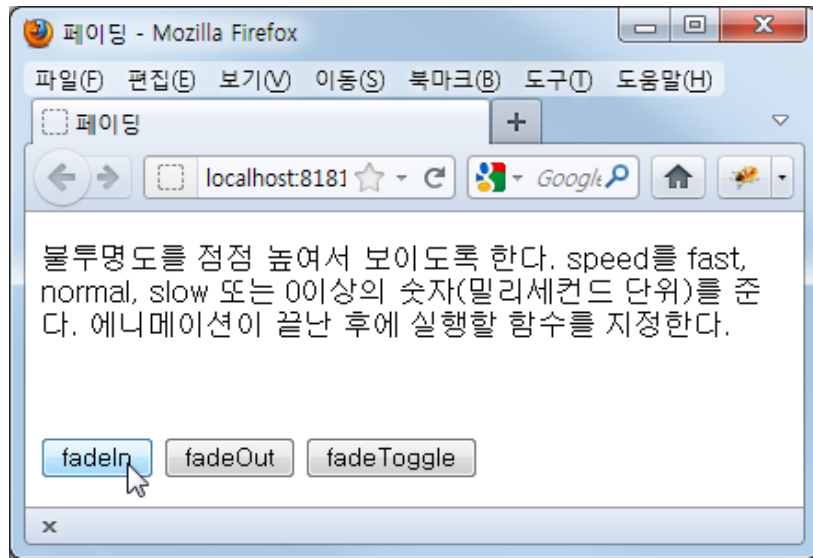 페이딩 - Mozilla Firefox
파일(F) 편집(E) 보기(V) 이동(S) 북마크(B) 도구(T) 도움말(H)
페이딩
localhost:8181
Google
불투명도를 점점 높여서 보이도록 한다. speed를 fast,
normal, slow 또는 0이상의 숫자(밀리세컨드 단위)를 준
다. 에니메이션이 끝난 후에 실행할 함수를 지정한다.
fadeIn fadeOut fadeToggle